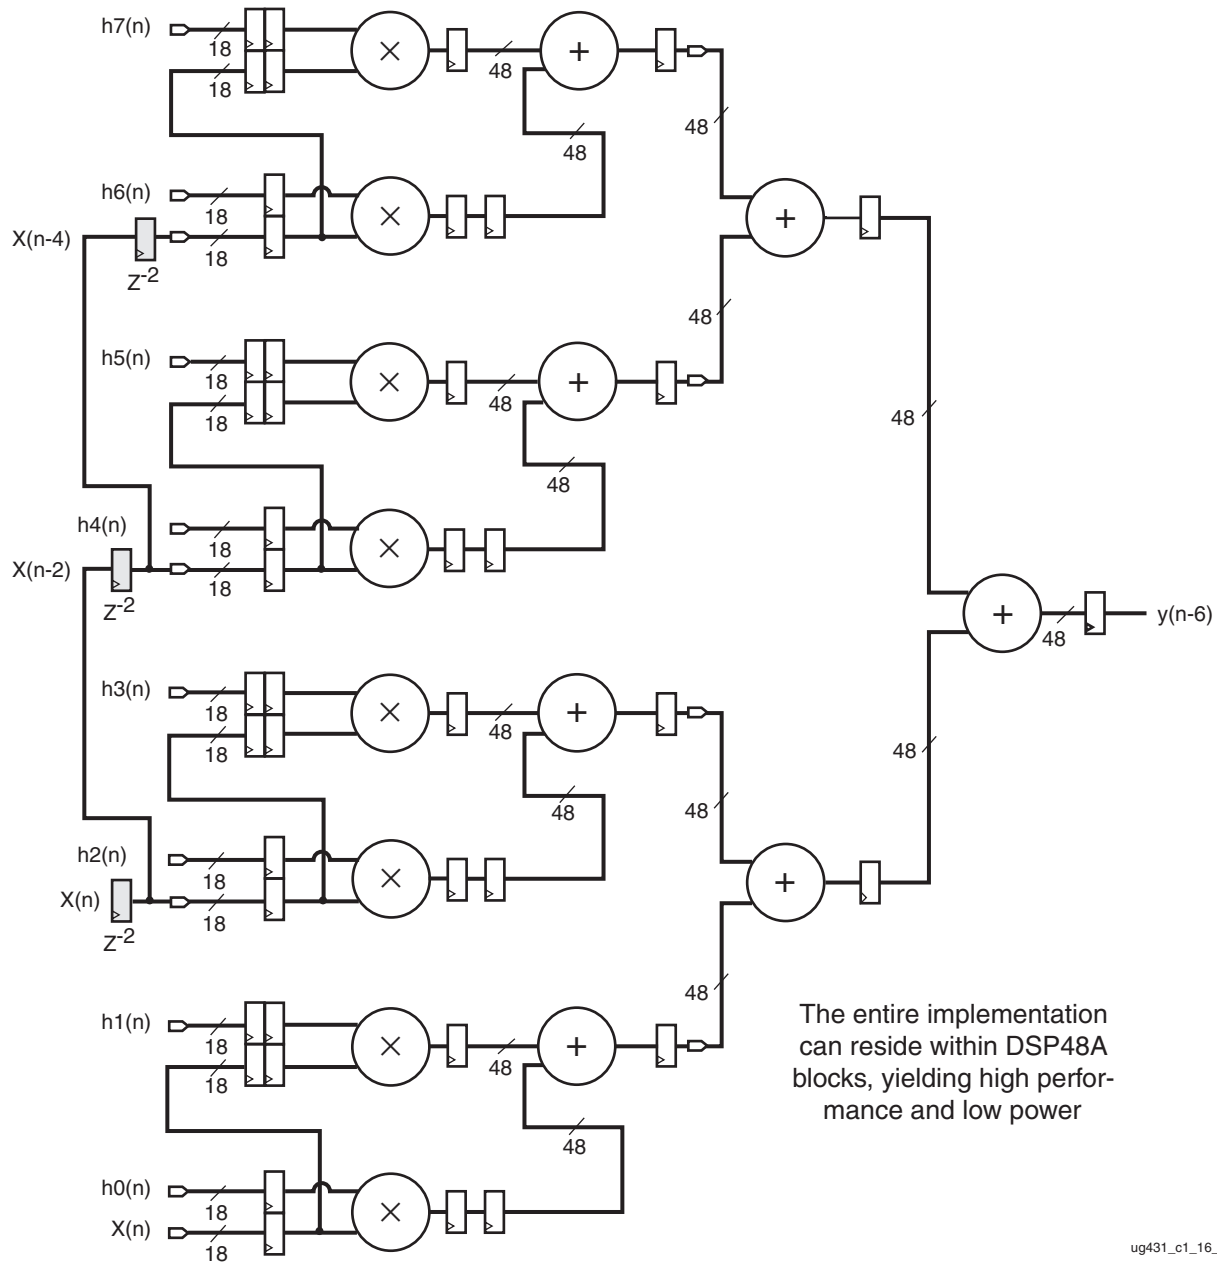 h7(n)
18
18
48
48
48
h6(n)
18
X(n-4)
18
Z-2
48
h5(n)
18
18
48
48
48
h4(n)
18
X(n-2)
18
Z-2
y(n-6)
48
h3(n)
18
18
48
48
48
48
h2(n)
18
X(n)
18
Z-2
48
h1(n)
18
18
48
48
h0(n)
18
X(n)
18
The entire implementation
can reside within DSP48A
blocks, yielding high perfor-
mance and low power
ug431_c1_16_